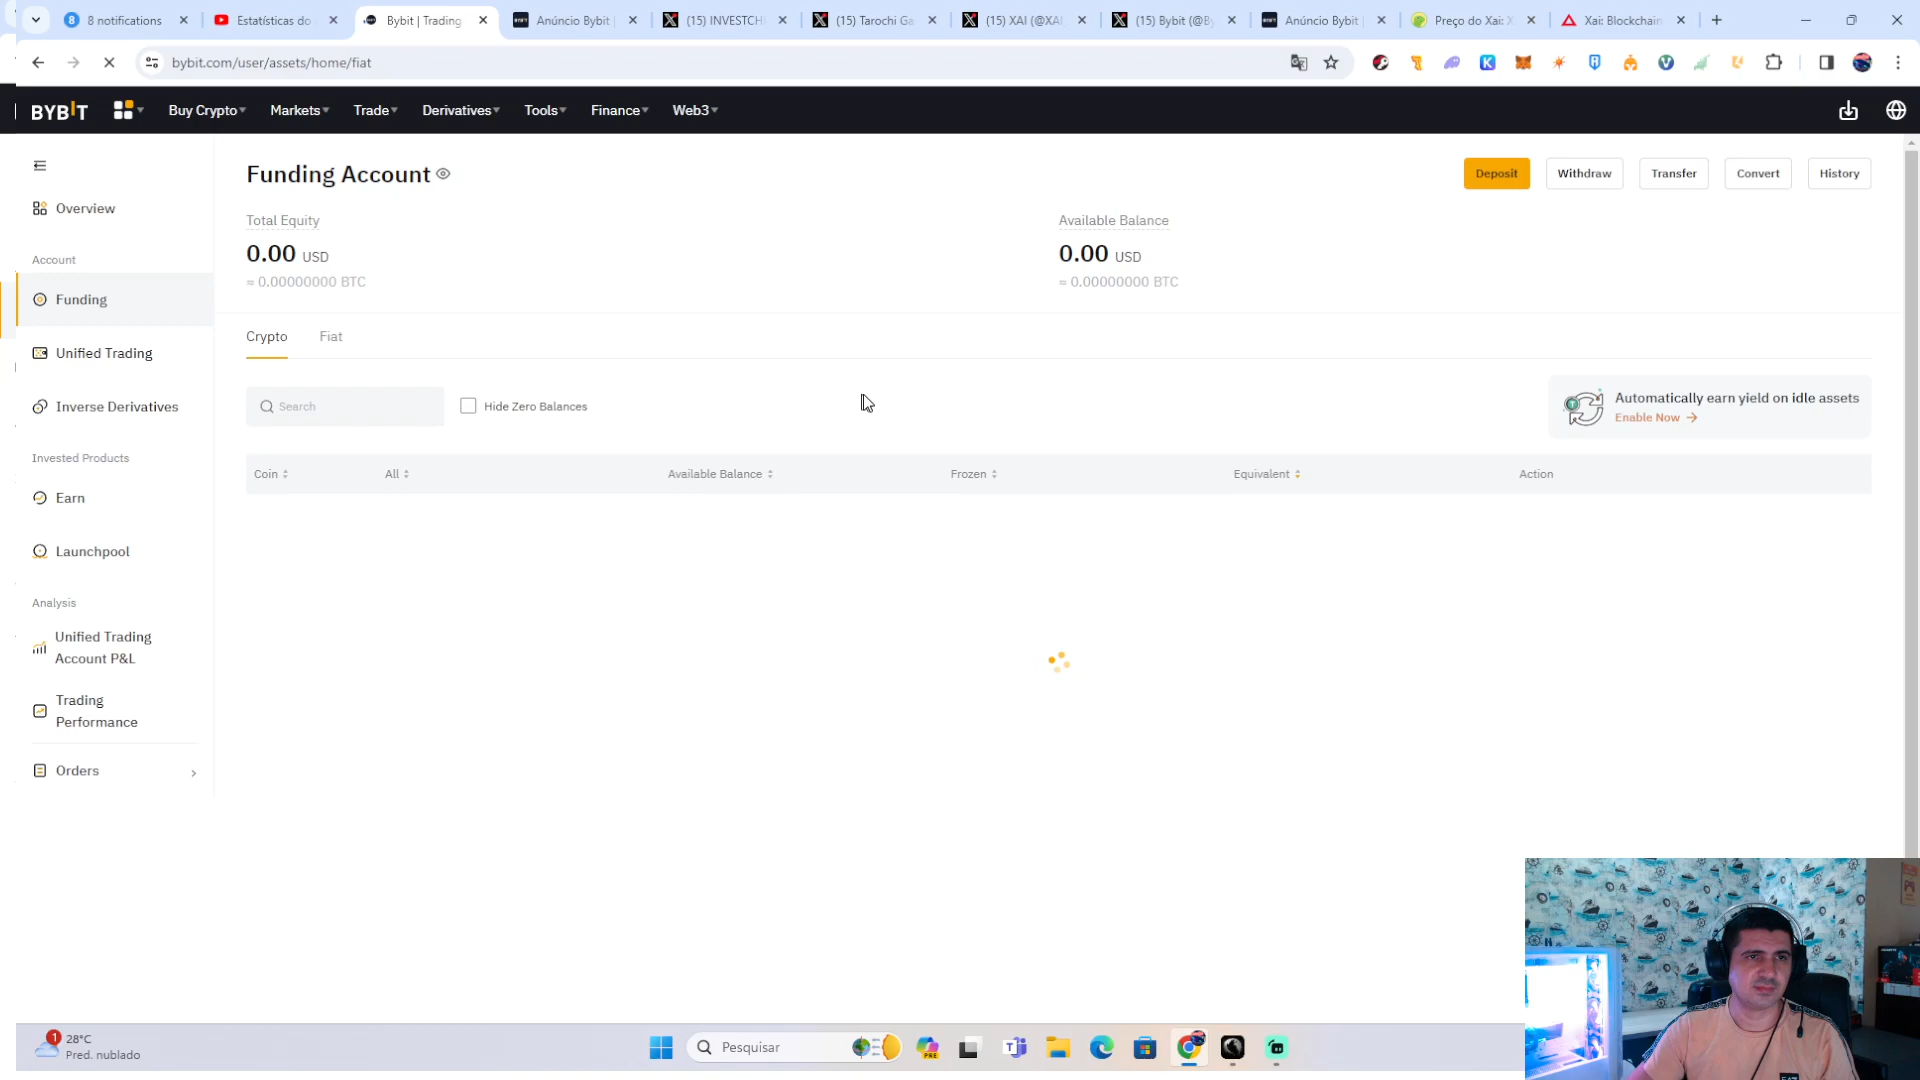 8 notifications
Estatísticas do
Bybit | Trading
Anúncio Bybit
(15) INVESTCH
(15) Tarochi Ga
(15) XAI (@XAI
(15) Bybit (@B
Anúncio Bybit
Preço do Xai: X
Xai: Blockchain
bybit.com/user/assets/home/fiat
BYBIT
Buy Crypto
Markets
Trade
Derivatives
Tools
Finance
Web3
Overview
Account
Funding
Unified Trading
Inverse Derivatives
Invested Products
Earn
Launchpool
Analysis
Unified Trading
Account P&L
Trading
Performance
Orders
Funding Account
Deposit
Withdraw
Transfer
Convert
History
Total Equity
0.00 USD
≈ 0.00000000 BTC
Available Balance
0.00 USD
≈ 0.00000000 BTC
Crypto
Fiat
Search
Hide Zero Balances
Automatically earn yield on idle assets
Enable Now
Coin
All
Available Balance
Frozen
Equivalent
Action
1
28°C
Pred. nublado
Pesquisar
PRE